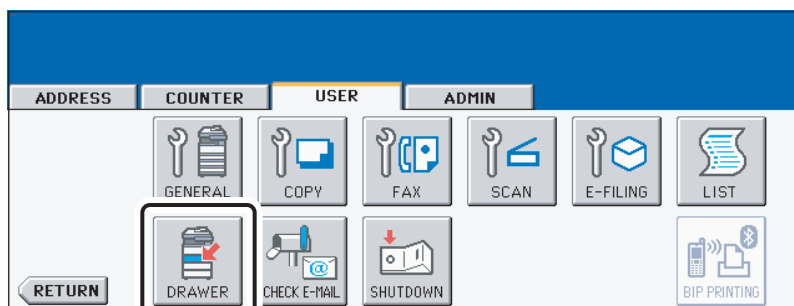 ADDRESS COUNTER USER ADMIN
GENERAL COPY FAX SCAN E-FILING LIST
@
RETURN DRAWER CHECK E-MAIL SHUTDOWN BIP PRINTING